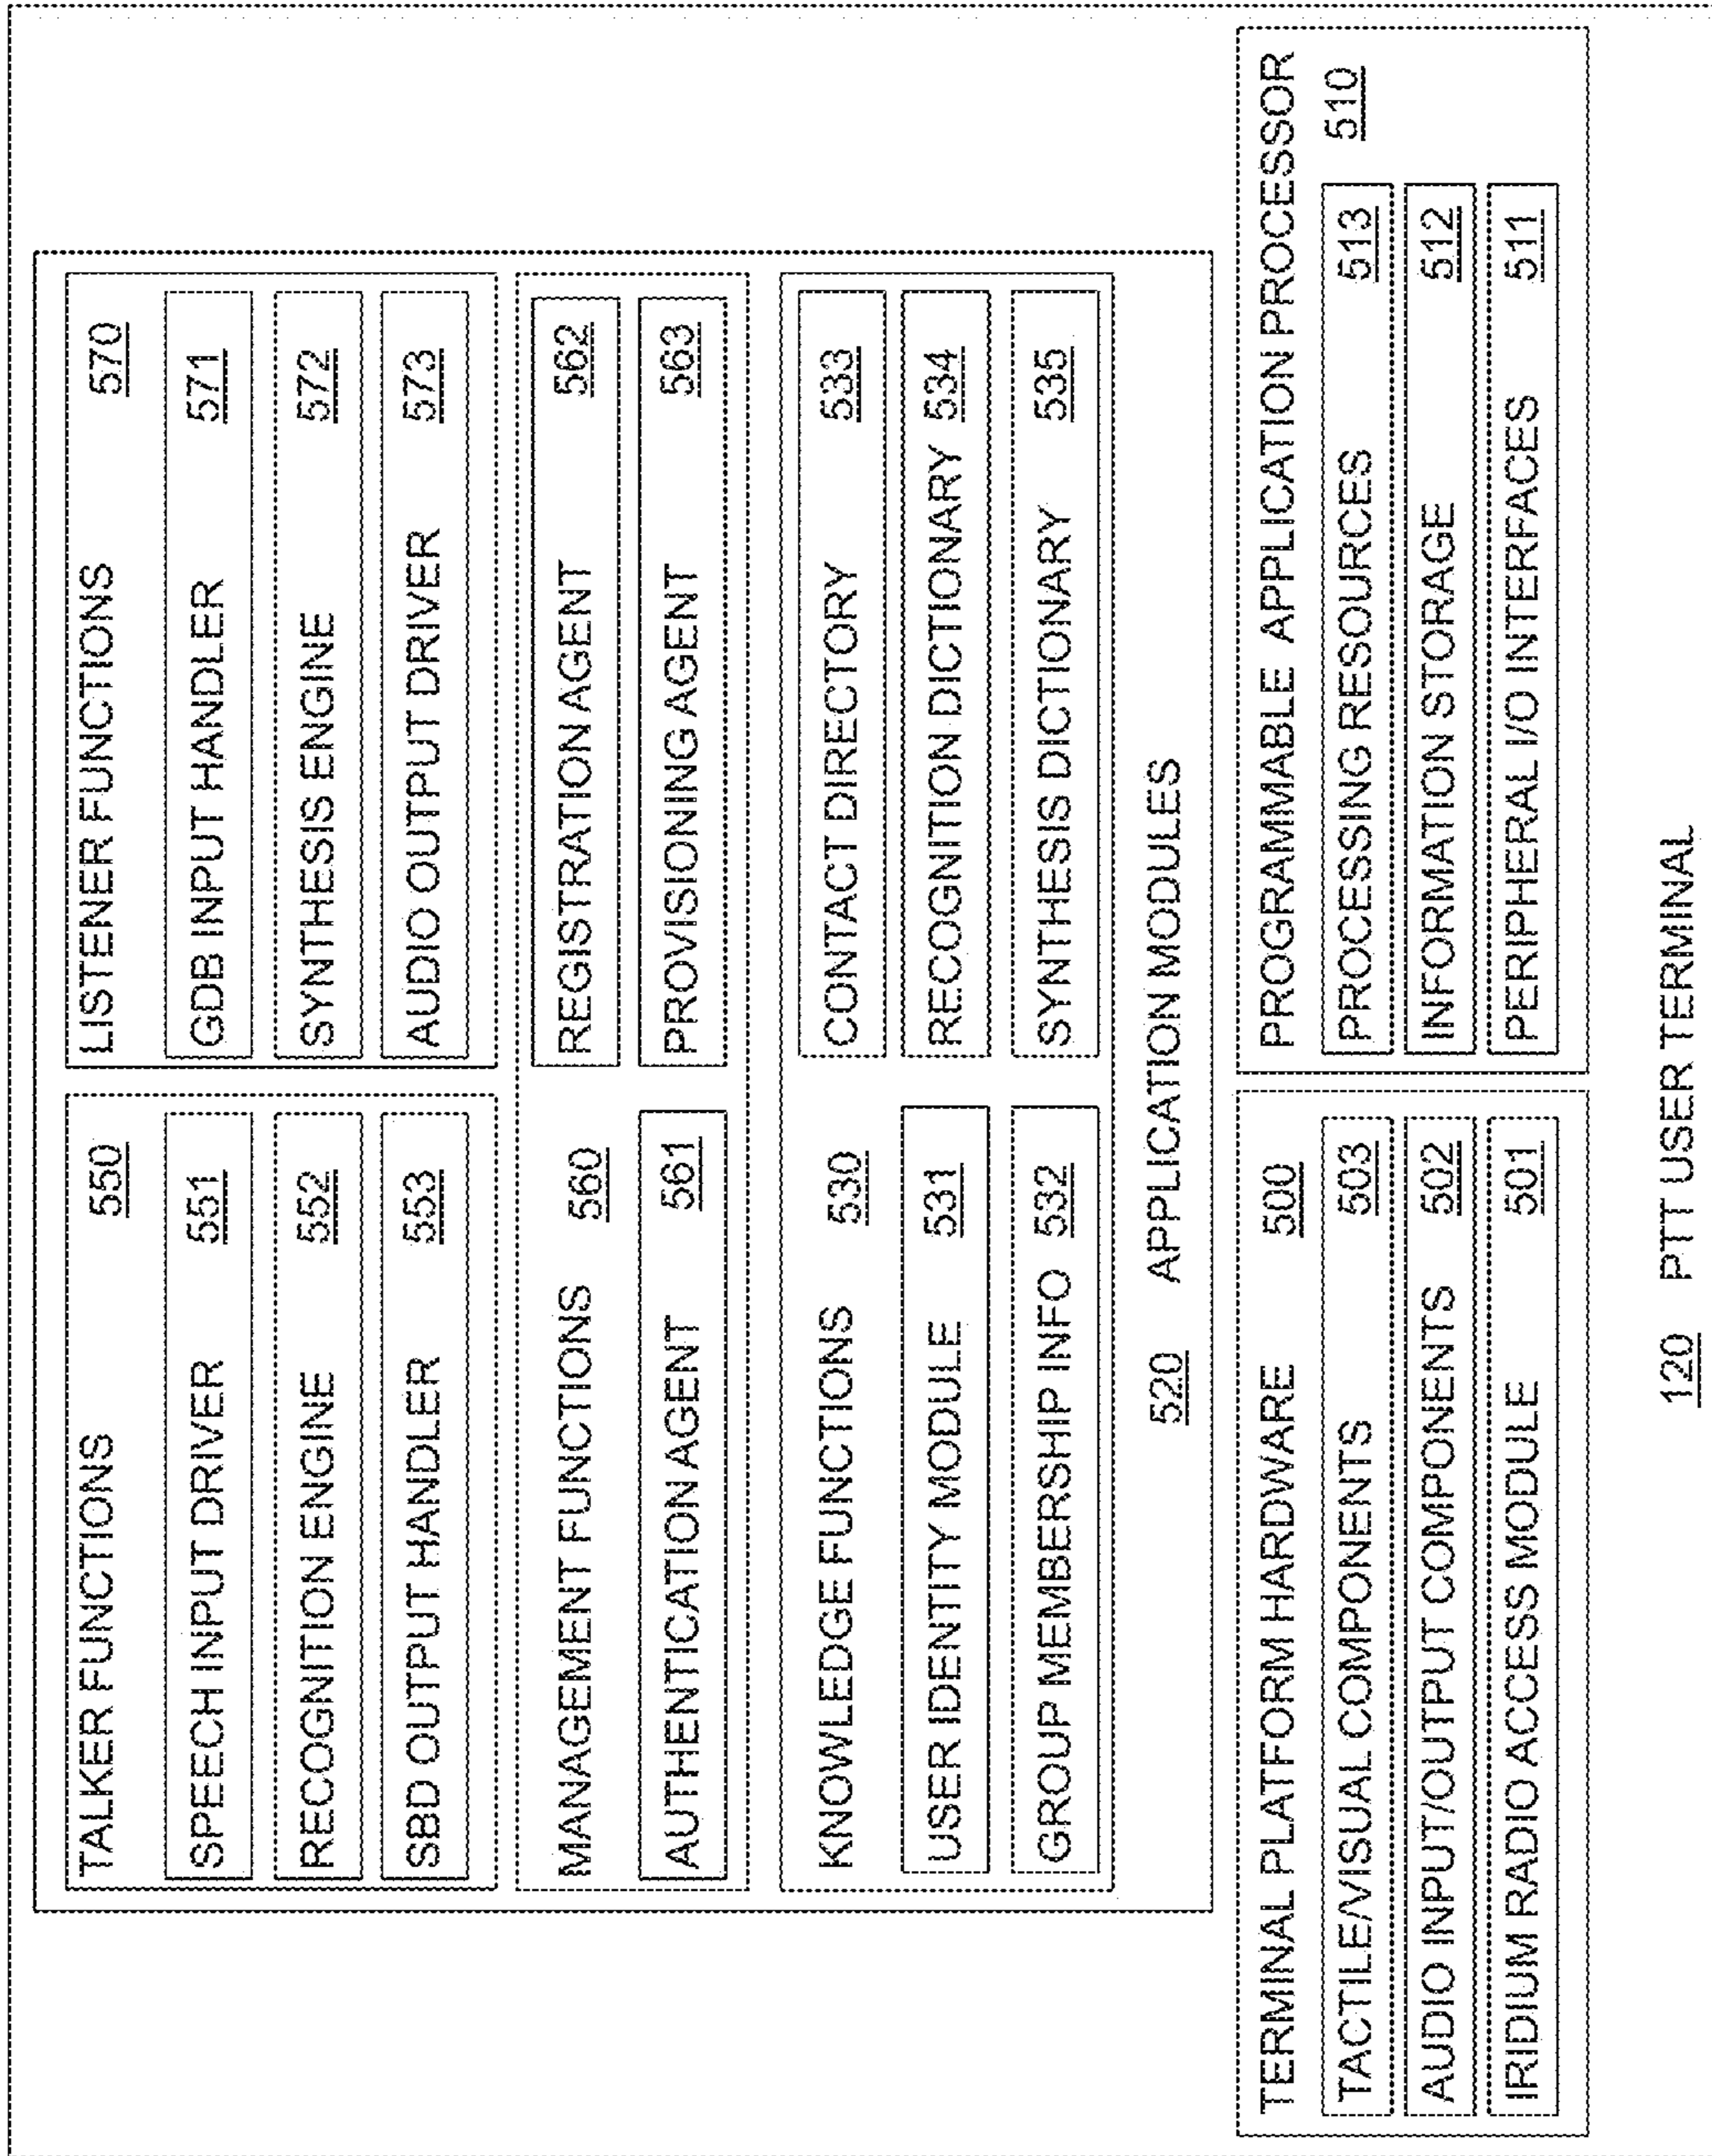 TALKER FUNCTIONS 550
SPEECH INPUT DRIVER 551
RECOGNITION ENGINE 552
SBD OUTPUT HANDLER 553
LISTENER FUNCTIONS 570
GDB INPUT HANDLER 571
SYNTHESIS ENGINE 572
AUDIO OUTPUT DRIVER 573
MANAGEMENT FUNCTIONS 560
AUTHENTICATION AGENT 561
REGISTRATION AGENT 562
PROVISIONING AGENT 563
KNOWLEDGE FUNCTIONS 530
USER IDENTITY MODULE 531
GROUP MEMBERSHIP INFO 532
CONTACT DIRECTORY 533
RECOGNITION DICTIONARY 534
SYNTHESIS DICTIONARY 535
520 APPLICATION MODULES
TERMINAL PLATFORM HARDWARE 500
TACTILE/VISUAL COMPONENTS 503
AUDIO INPUT/OUTPUT COMPONENTS 502
IRIDIUM RADIO ACCESS MODULE 501
PROGRAMMABLE APPLICATION PROCESSOR
510
PROCESSING RESOURCES 513
INFORMATION STORAGE 512
PERIPHERAL I/O INTERFACES 511
120 PTT USER TERMINAL